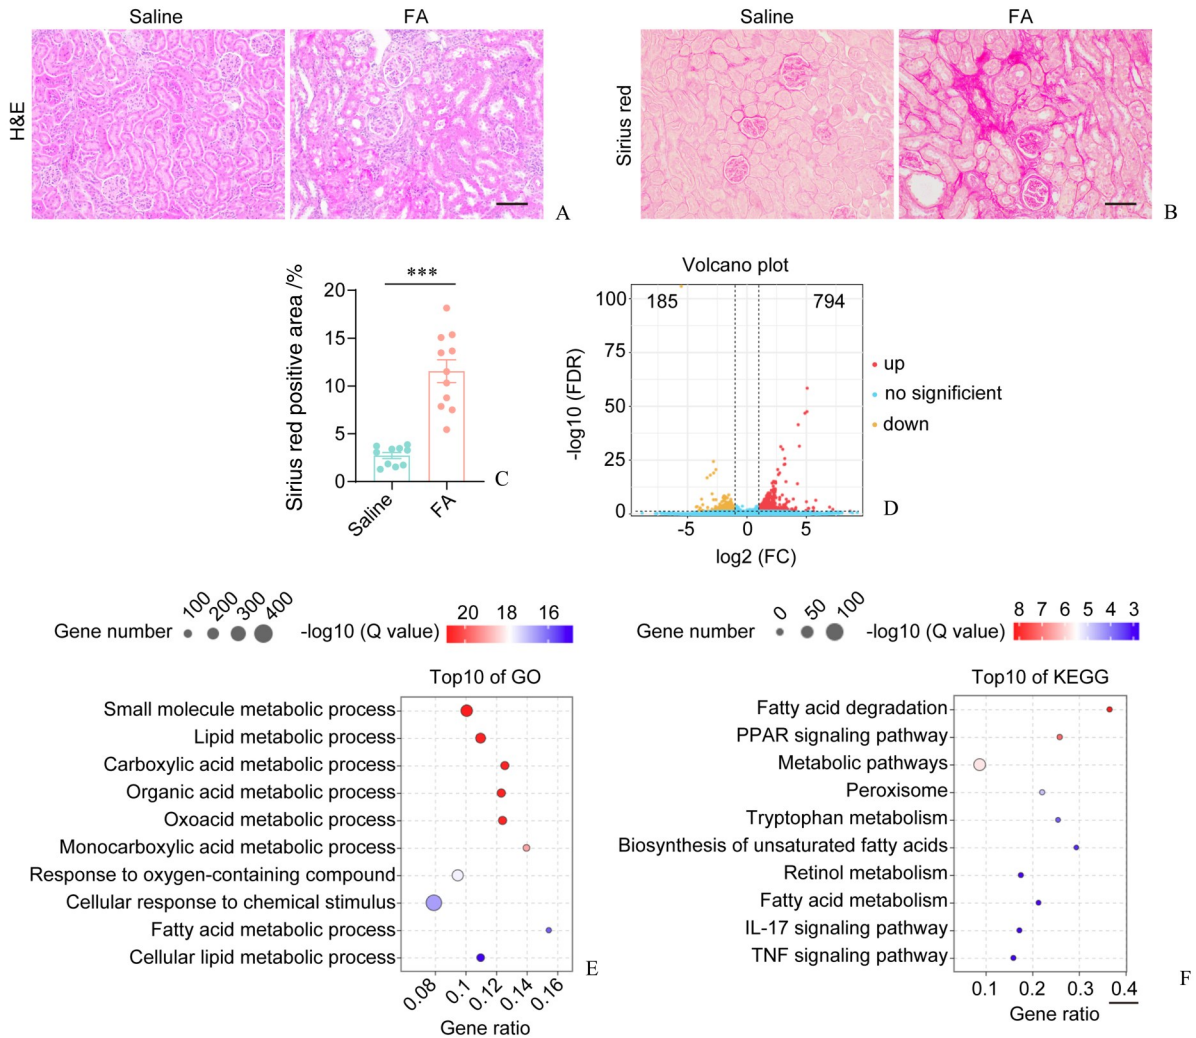 Saline
FA
H&E
A
Saline
FA
Sirius red
B
Sirius red positive area /%
***
20
15
10
5
0
Saline
FA
C
Volcano plot
-log10 (FDR)
100
75
50
25
0
185
794
-5
0
5
log2 (FC)
up
no significient
down
D
Gene number
100
200
300
400
-log10 (Q value)
20
18
16
Top10 of GO
Small molecule metabolic process
Lipid metabolic process
Carboxylic acid metabolic process
Organic acid metabolic process
Oxoacid metabolic process
Monocarboxylic acid metabolic process
Response to oxygen-containing compound
Cellular response to chemical stimulus
Fatty acid metabolic process
Cellular lipid metabolic process
0.08
0.1
0.12
0.14
0.16
Gene ratio
E
Gene number
0
50
100
-log10 (Q value)
8
7
6
5
4
3
Top10 of KEGG
Fatty acid degradation
PPAR signaling pathway
Metabolic pathways
Peroxisome
Tryptophan metabolism
Biosynthesis of unsaturated fatty acids
Retinol metabolism
Fatty acid metabolism
IL-17 signaling pathway
TNF signaling pathway
0.1
0.2
0.3
0.4
Gene ratio
F